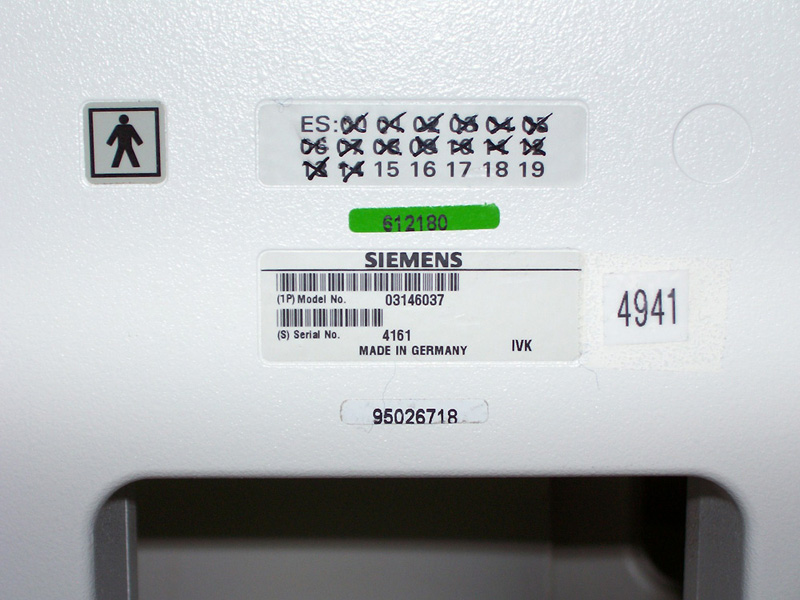 ES: 00 01 02 03 04 05
06 07 08 09 10 11 12
13 14 15 16 17 18 19
612180
SIEMENS
(1P) Model No. 03146037
(S) Serial No. 4161
MADE IN GERMANY IVK
4941
95026718